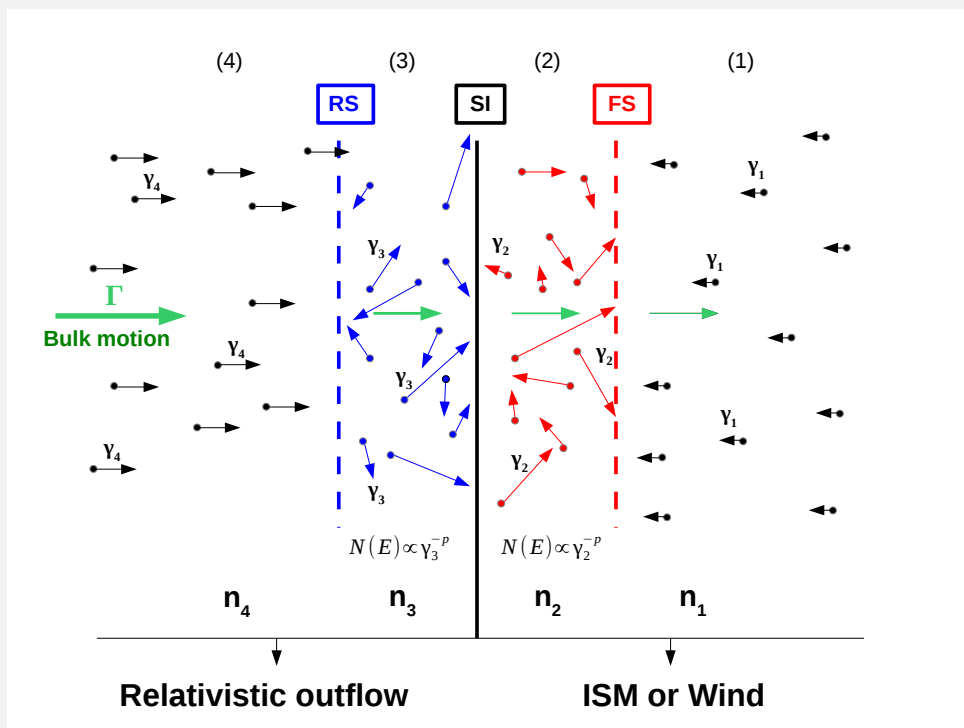 (4) (3) (2) (1)
RS SI FS
γ₄
γ₁
γ₃
γ₂
γ₁
Γ
Bulk motion
γ₄
γ₃
γ₂
γ₁
γ₄
γ₂
γ₃
N(E)∝γ₃⁻ᵖ N(E)∝γ₂⁻ᵖ
n₄ n₃ n₂ n₁
Relativistic outflow ISM or Wind